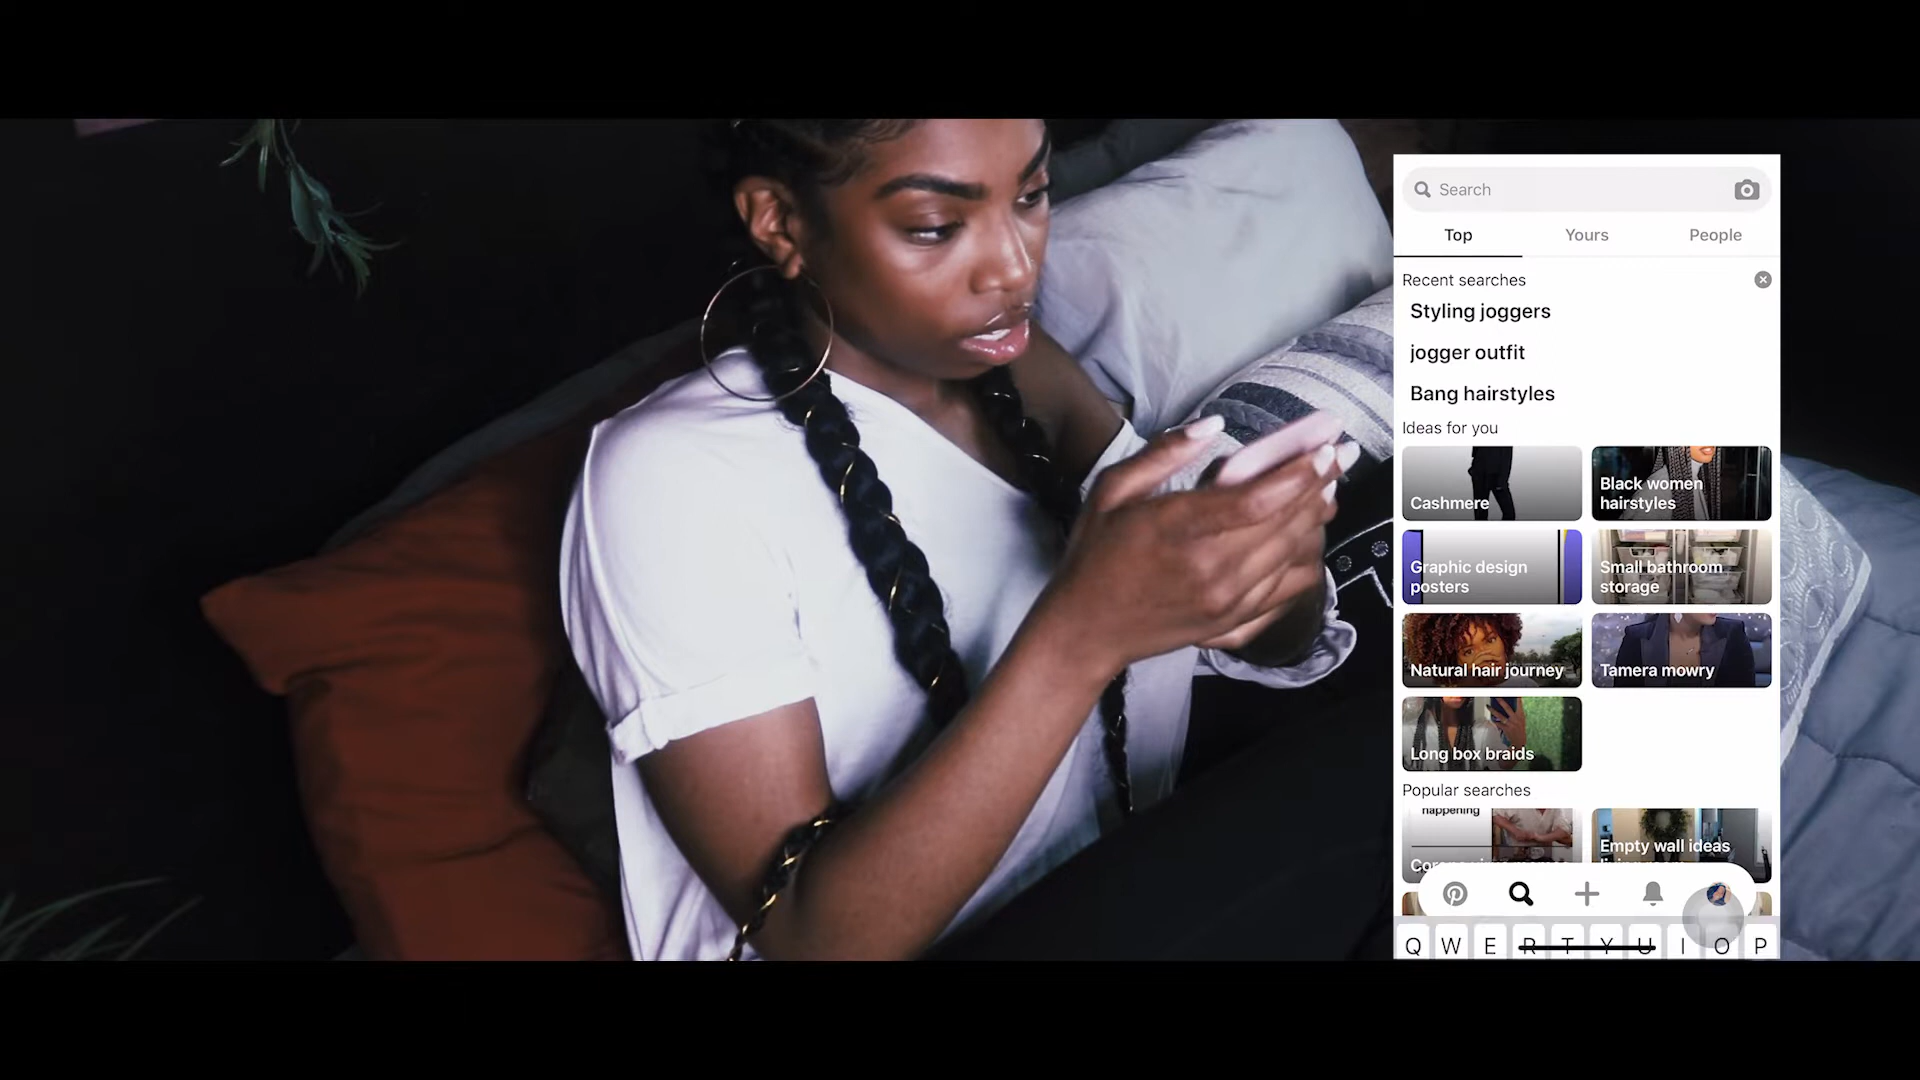 Search
Top
Yours
People
Recent searches
Styling joggers
jogger outfit
Bang hairstyles
Ideas for you
Cashmere
Black women
hairstyles
Graphic design
posters
Small bathroom
storage
Natural hair journey
Tamera mowry
Long box braids
Popular searches
happening
Empty wall ideas
Q W E R T Y U I O P